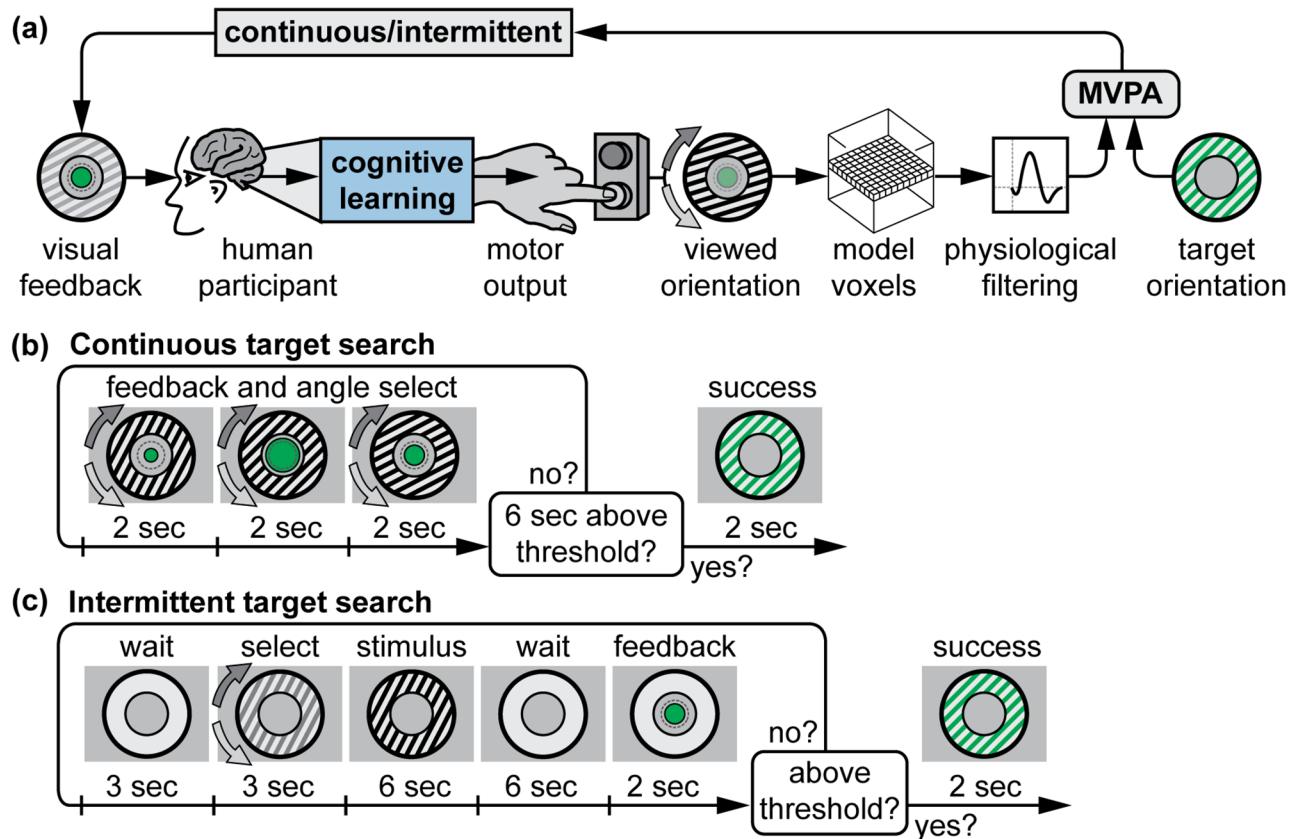 (a)
continuous/intermittent
MVPA
cognitive
learning
visual
feedback
human
participant
motor
output
viewed
orientation
model
voxels
physiological
filtering
target
orientation
(b) Continuous target search
feedback and angle select
success
no?
6 sec above
threshold?
2 sec 2 sec 2 sec
2 sec
yes?
(c) Intermittent target search
wait select stimulus wait feedback
success
no?
above
threshold?
3 sec 3 sec 6 sec 6 sec 2 sec
2 sec
yes?